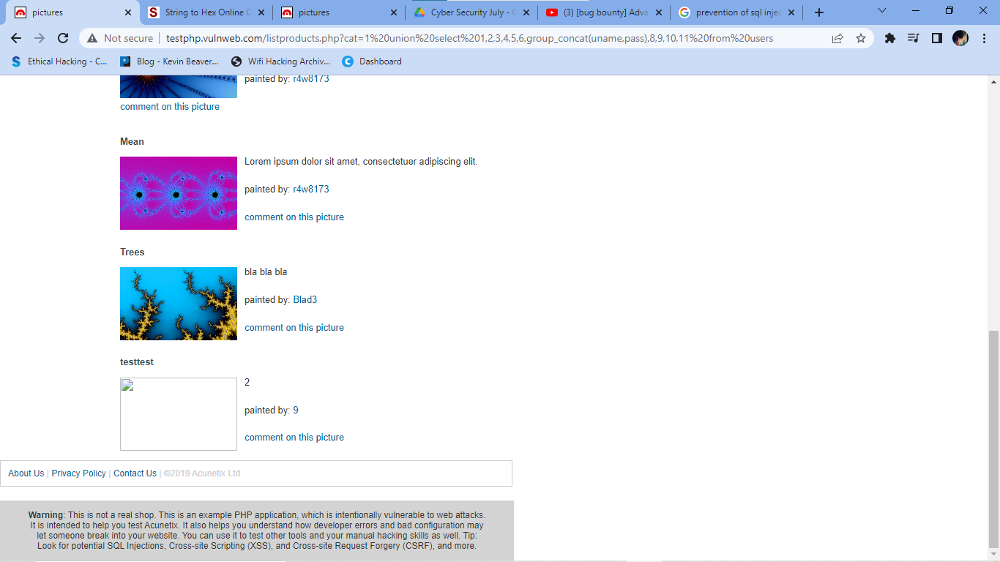 pictures
String to Hex Online C
pictures
Cyber Security July - G
(3) [bug bounty] Adva
prevention of sql injec
Not secure | testphp.vulnweb.com/listproducts.php?cat=1%20union%20select%201,2,3,4,5,6,group_concat(uname,pass),8,9,10,11%20from%20users
Ethical Hacking - C...
Blog - Kevin Beaver...
Wifi Hacking Archiv...
Dashboard
painted by: r4w8173
comment on this picture
Mean
Lorem ipsum dolor sit amet, consectetuer adipiscing elit.
painted by: r4w8173
comment on this picture
Trees
bla bla bla
painted by: Blad3
comment on this picture
testtest
2
painted by: 9
comment on this picture
About Us | Privacy Policy | Contact Us | ©2019 Acunetix Ltd
Warning: This is not a real shop. This is an example PHP application, which is intentionally vulnerable to web attacks.
It is intended to help you test Acunetix. It also helps you understand how developer errors and bad configuration may
let someone break into your website. You can use it to test other tools and your manual hacking skills as well. Tip:
Look for potential SQL Injections, Cross-site Scripting (XSS), and Cross-site Request Forgery (CSRF), and more.